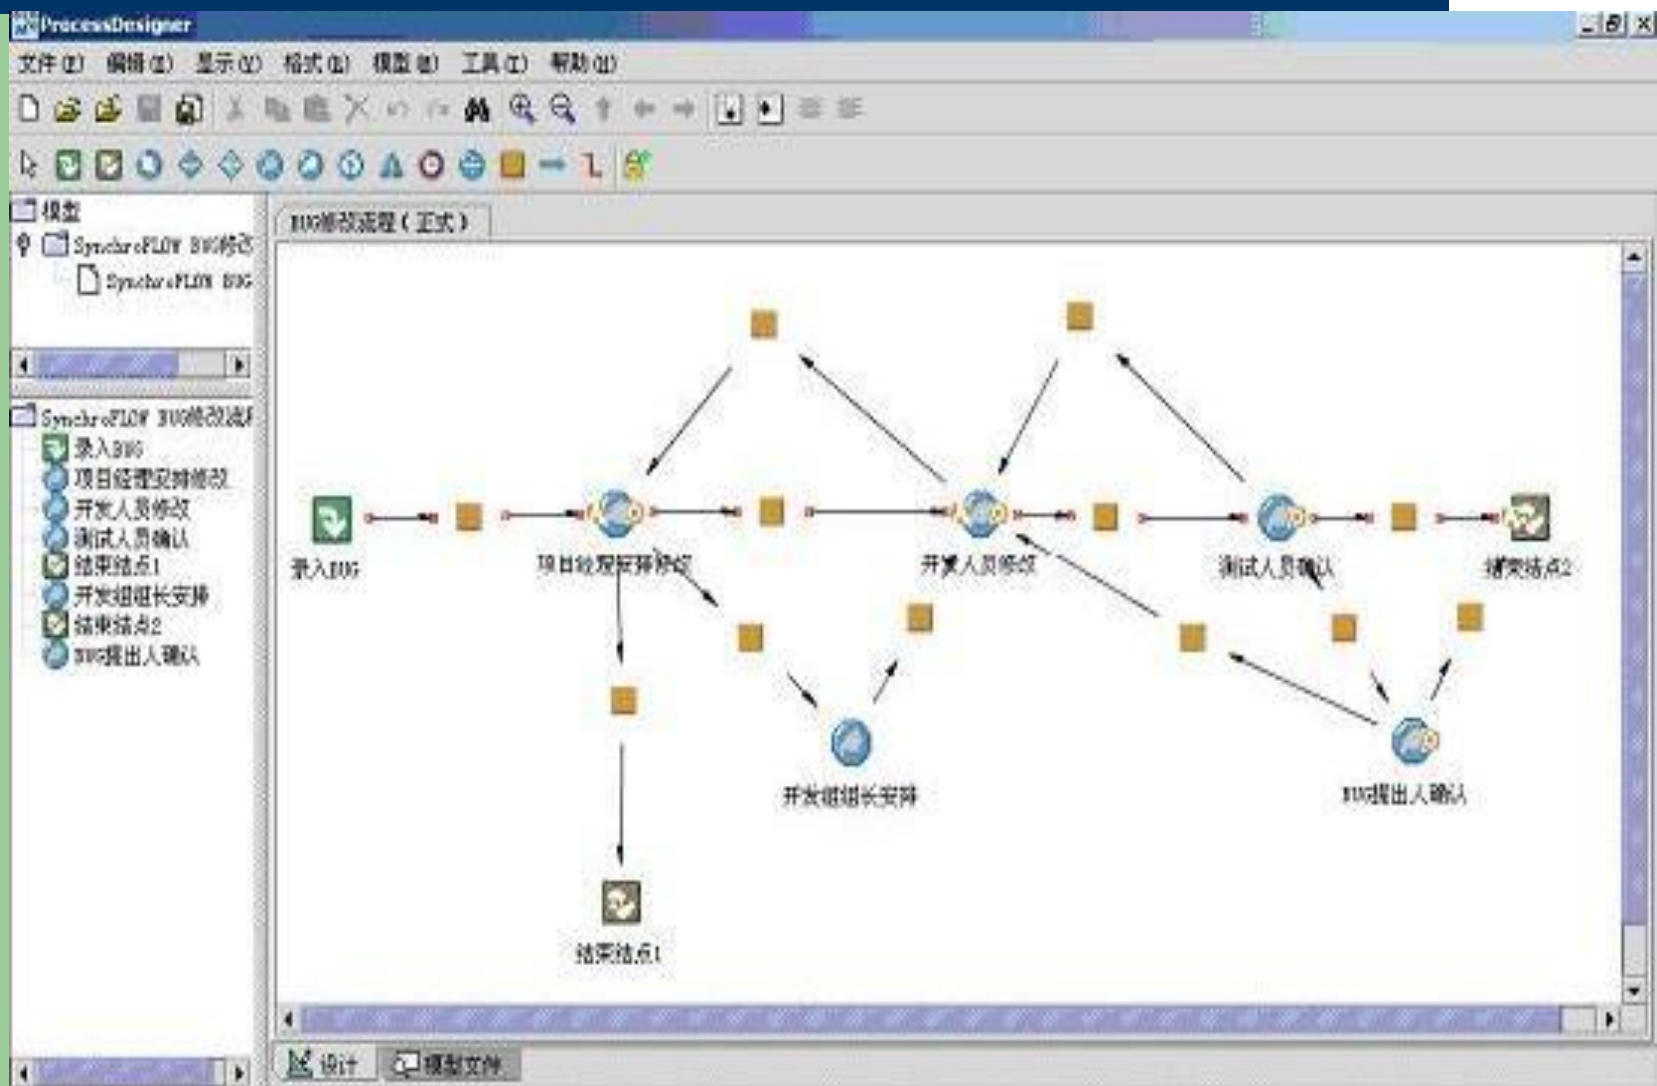 ProcessDesigner
文件(F) 编辑(E) 显示(V) 格式(R) 模型(M) 工具(T) 帮助(H)
模型
SynchroFLOW BUG修改
SynchroFLOW BUG
SynchroFLOW BUG修改流程
录入BUG
项目经理安排修改
开发人员修改
测试人员确认
结束结点1
开发组组长安排
结束结点2
BUG提出人确认
BUG修改流程(正式)
录入BUG
项目经理安排修改
开发人员修改
测试人员确认
结束结点2
开发组组长安排
BUG提出人确认
结束结点1
设计
模型文件